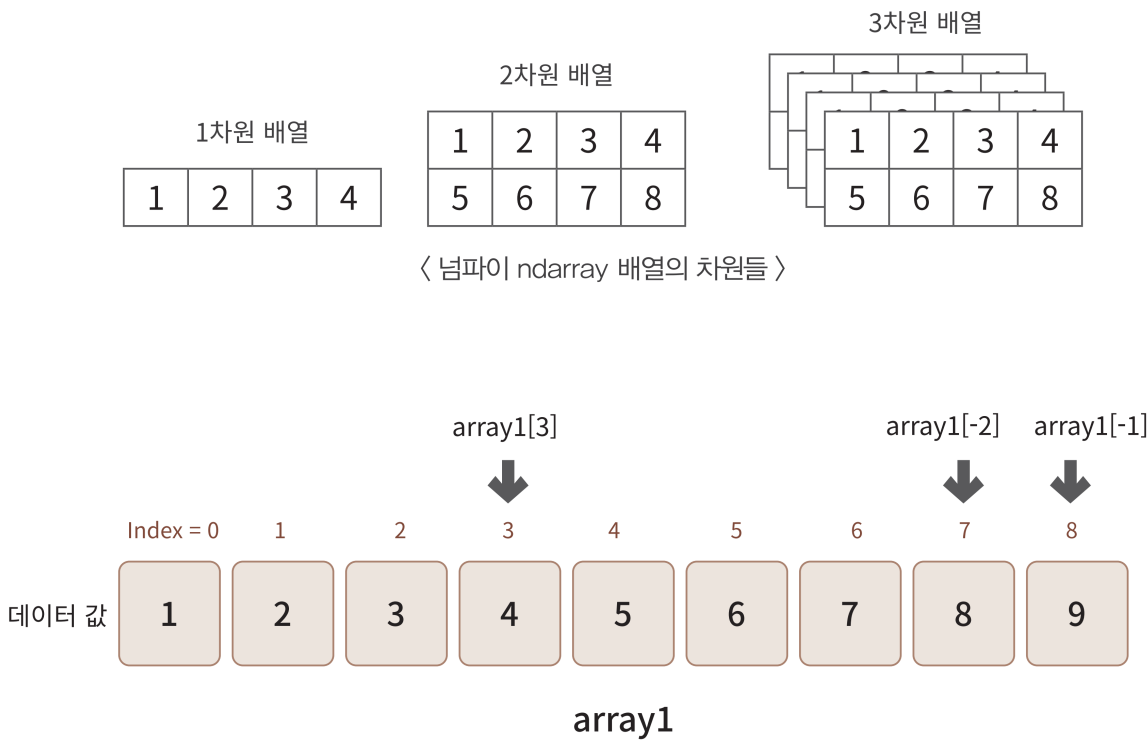 3차원 배열
2차원 배열
1차원 배열
1 2 3 4
1 2 3 4
5 6 7 8
1 2 3 4
5 6 7 8
〈 넘파이 ndarray 배열의 차원들 〉
array1[3] array1[-2] array1[-1]
Index = 0 1 2 3 4 5 6 7 8
데이터 값 1 2 3 4 5 6 7 8 9
array1